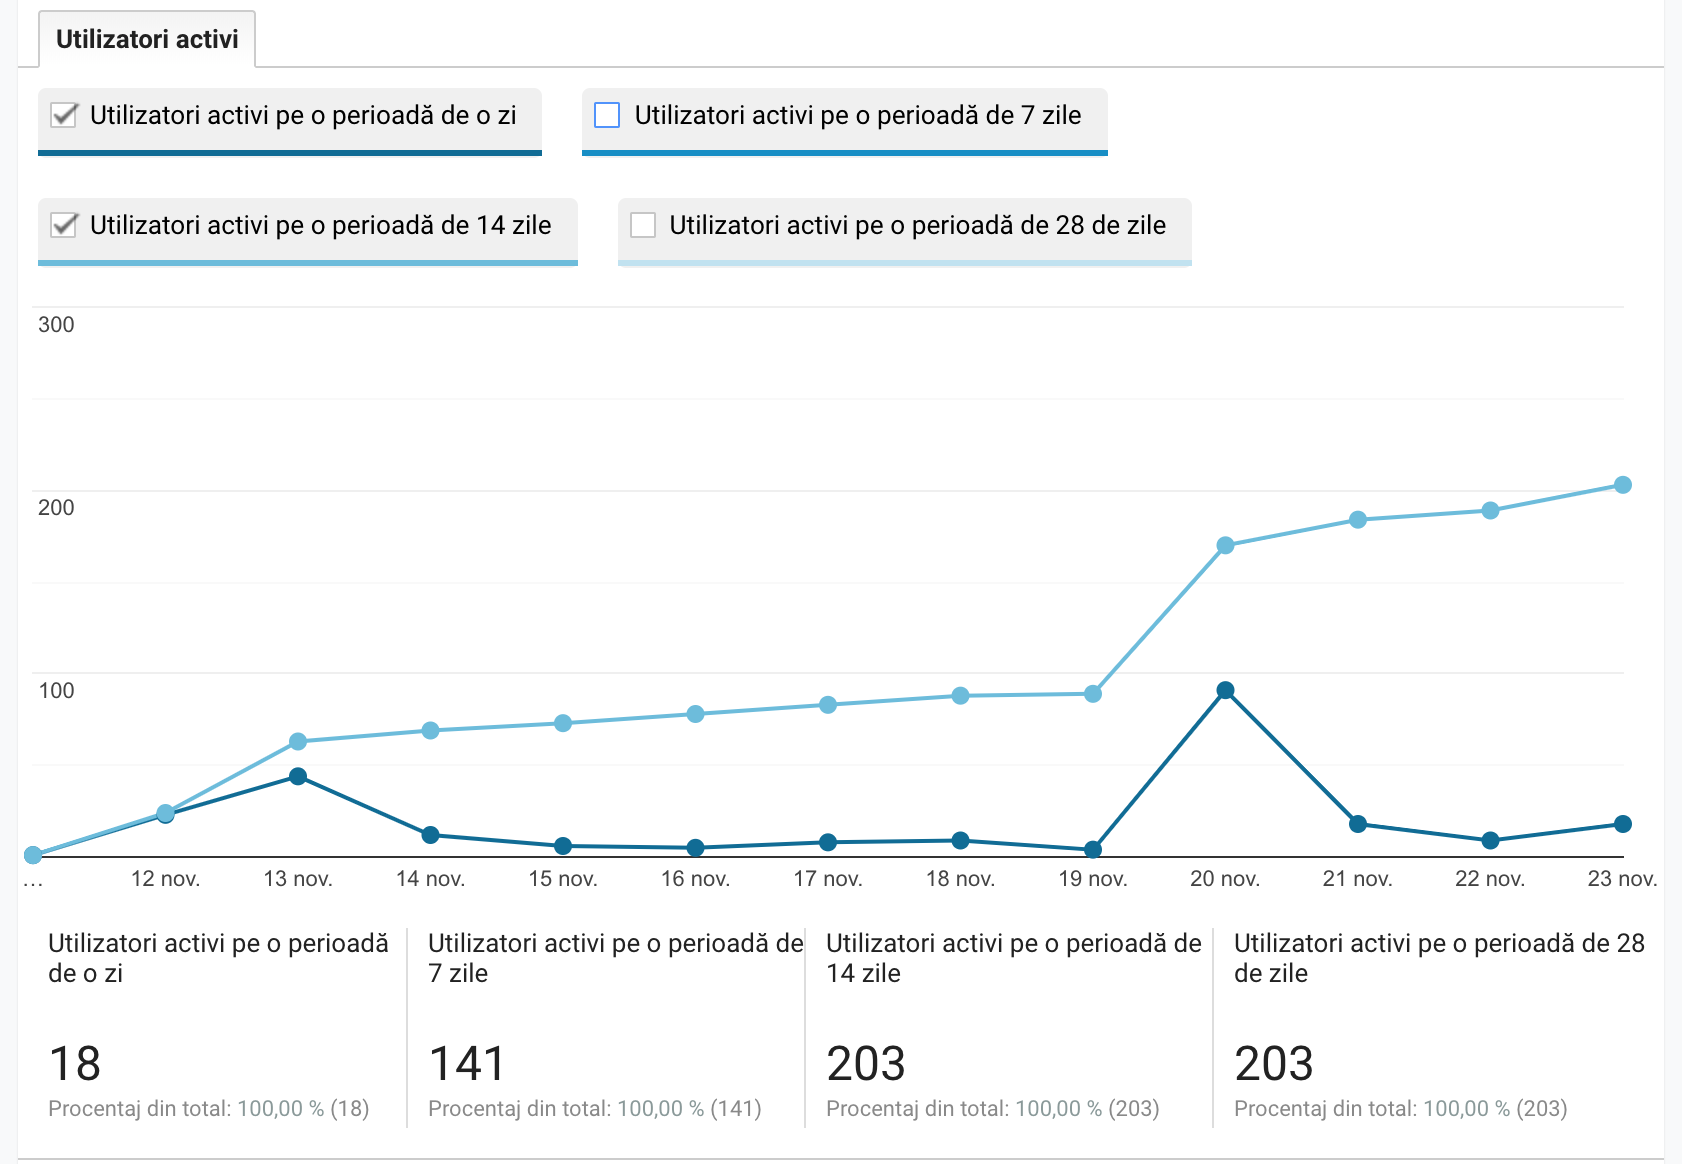 Utilizatori activi
Utilizatori activi pe o perioadă de o zi
Utilizatori activi pe o perioadă de 7 zile
Utilizatori activi pe o perioadă de 14 zile
Utilizatori activi pe o perioadă de 28 de zile
300
200
100
... 12 nov. 13 nov. 14 nov. 15 nov. 16 nov. 17 nov. 18 nov. 19 nov. 20 nov. 21 nov. 22 nov. 23 nov.
Utilizatori activi pe o perioadă
de o zi
18
Procentaj din total: 100,00 % (18)
Utilizatori activi pe o perioadă de
7 zile
141
Procentaj din total: 100,00 % (141)
Utilizatori activi pe o perioadă de
14 zile
203
Procentaj din total: 100,00 % (203)
Utilizatori activi pe o perioadă de 28
de zile
203
Procentaj din total: 100,00 % (203)